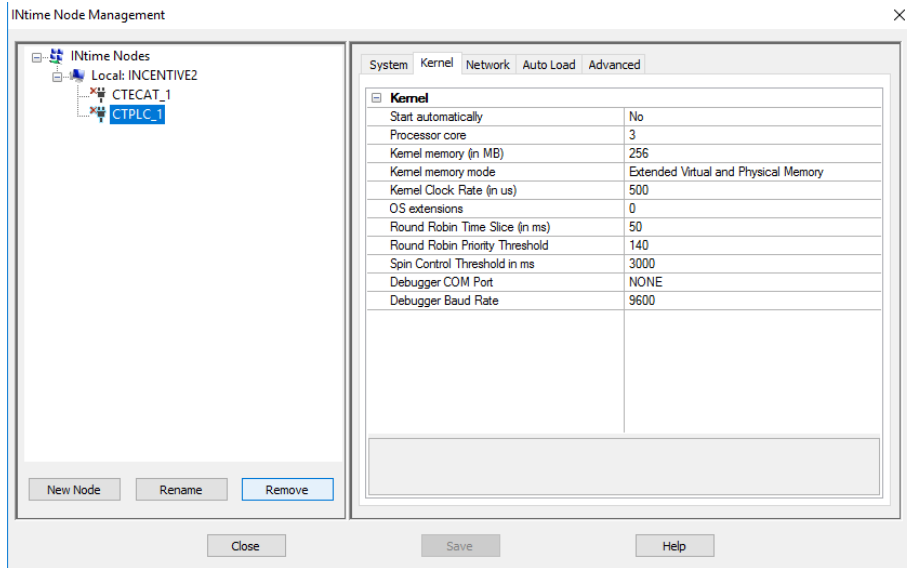 INtime Node Management
INtime Nodes
Local: INCENTIVE2
CTECAT_1
CTPLC_1
New Node Rename Remove
System Kernel Network Auto Load Advanced
Kernel
Start automatically No
Processor core 3
Kernel memory (in MB) 256
Kernel memory mode Extended Virtual and Physical Memory
Kernel Clock Rate (in us) 500
OS extensions 0
Round Robin Time Slice (in ms) 50
Round Robin Priority Threshold 140
Spin Control Threshold in ms 3000
Debugger COM Port NONE
Debugger Baud Rate 9600
Close Save Help